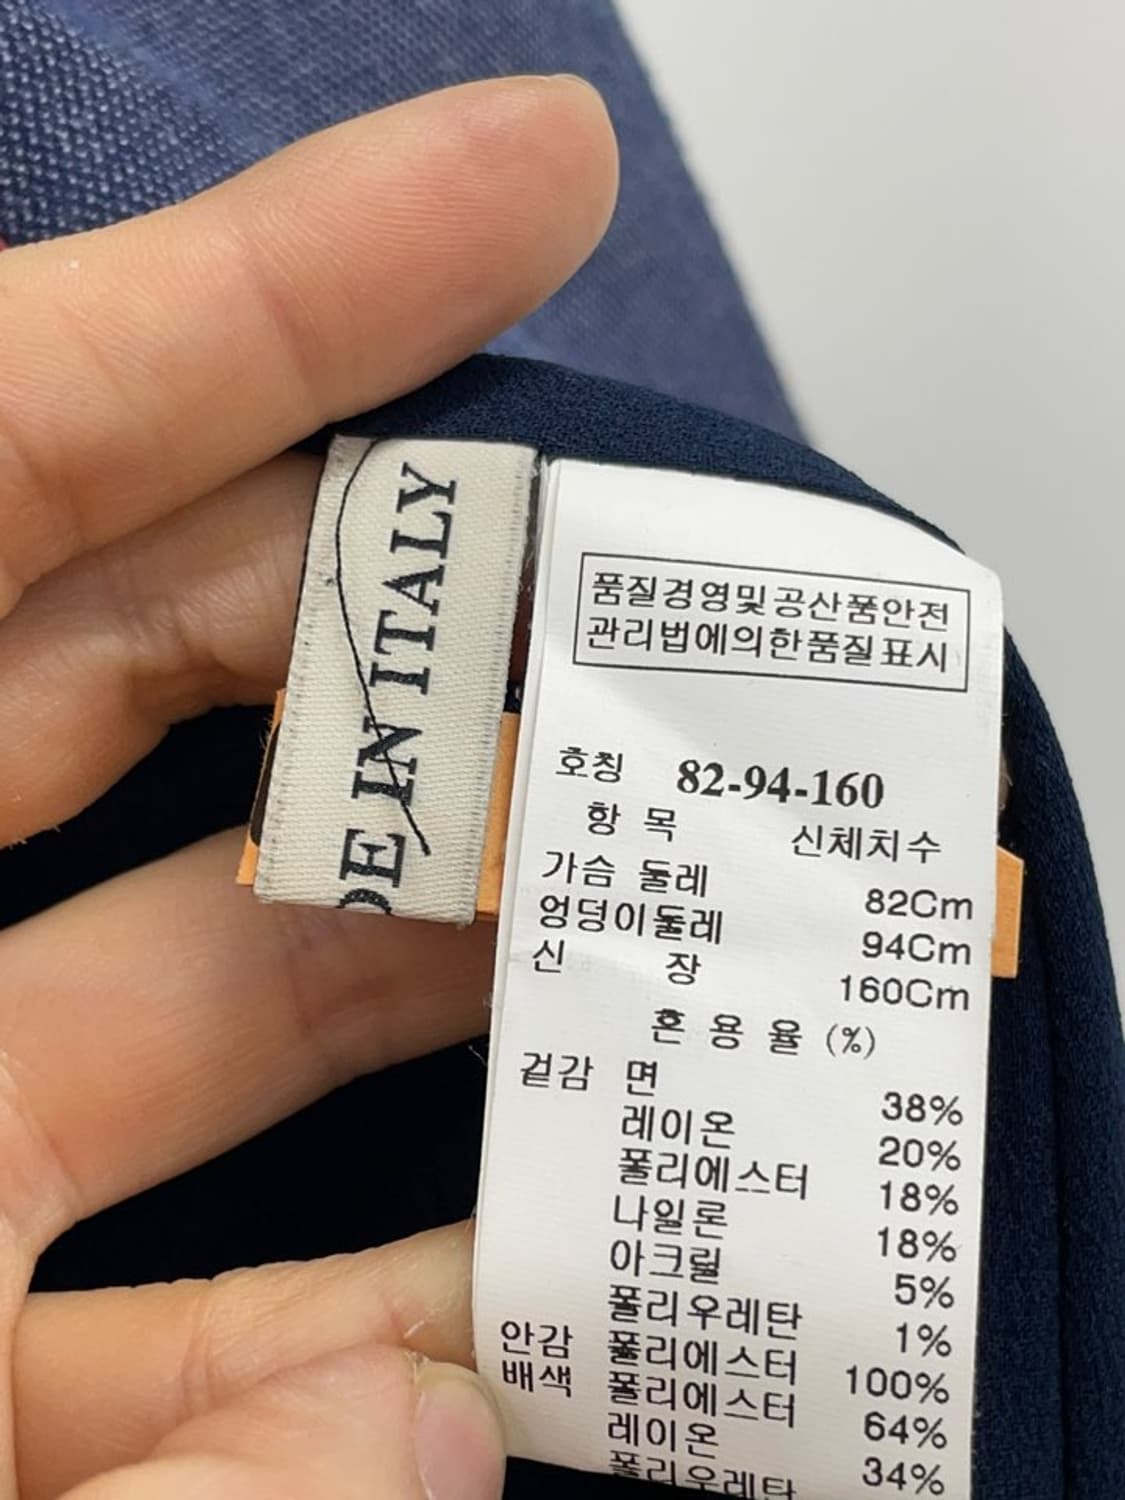 DE IN ITALY
품질경영및공산품안전
관리법에의한품질표시
호칭 82-94-160
항 목 신체치수
가슴 둘레 82Cm
엉덩이둘레 94Cm
신 장 160Cm
혼 용 율 (%)
겉감 면 38%
레이온 20%
폴리에스터 18%
나일론 18%
아크릴 5%
폴리우레탄 1%
안감 폴리에스터 100%
배색 폴리에스터 64%
레이온 34%
폴리우레탄